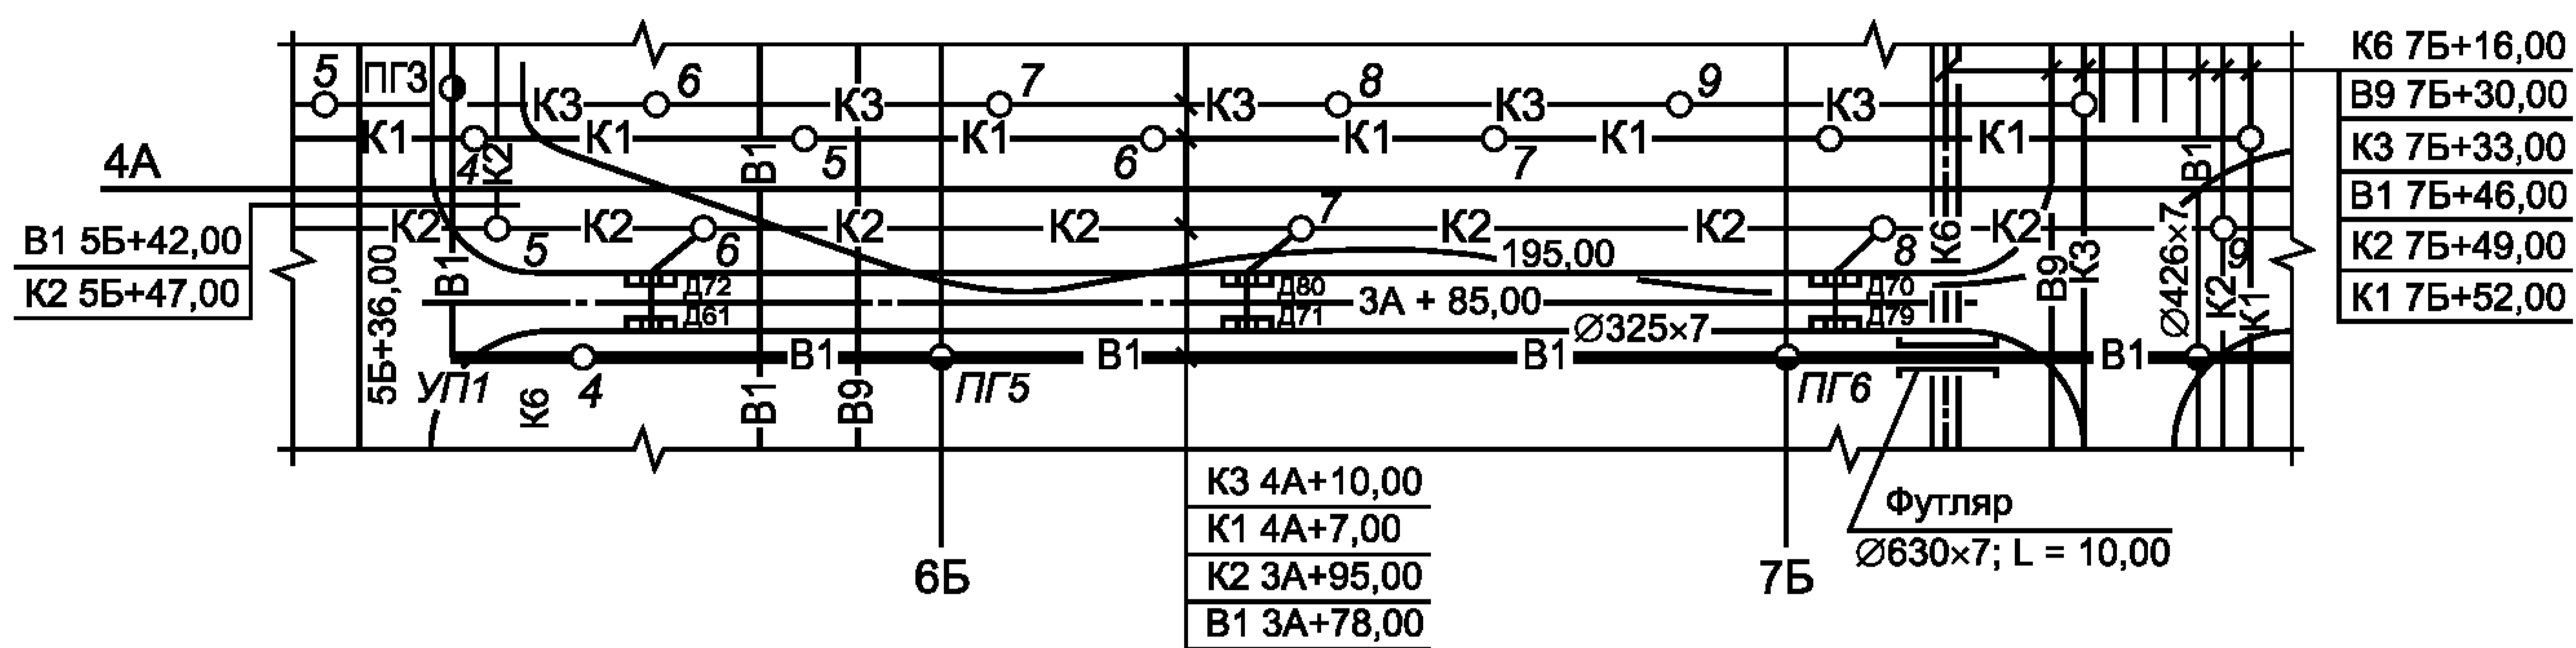 5
ПГ3
6
7
8
9
К6 7Б+16,00
К3
К3
К3
К3
К3
В9 7Б+30,00
К1
К1
К1
К1
К1
К1
К3 7Б+33,00
4А
4
К2
В1
5
6
7
В1
В1 7Б+46,00
К2
К2
К2
К2
К2
К2
К2
7
В1 5Б+42,00
5
6
8
9
К6
К2 7Б+49,00
К2 5Б+47,00
5Б+36,00
В1
195,00
В9
К3
∅426×7
К2
К1
К1 7Б+52,00
Д72
Д80
Д70
3А + 85,00
Д61
Д71
Д79
∅325×7
В1
В1
В1
В1
УП1
К6
4
В1
В9
ПГ5
ПГ6
К3 4А+10,00
К1 4А+7,00
К2 3А+95,00
В1 3А+78,00
Футляр
∅630×7; L = 10,00
6Б
7Б